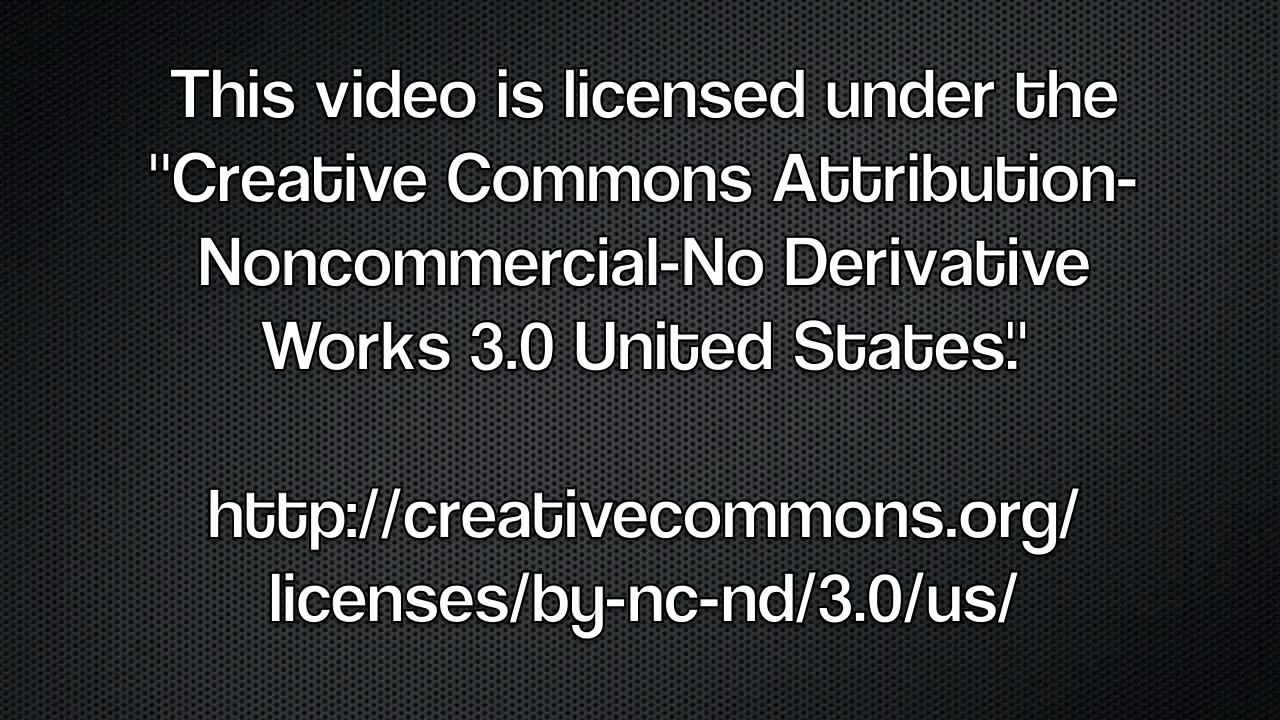 This video is licensed under the
"Creative Commons Attribution-
Noncommercial-No Derivative
Works 3.0 United States."
http://creativecommons.org/
licenses/by-nc-nd/3.0/us/